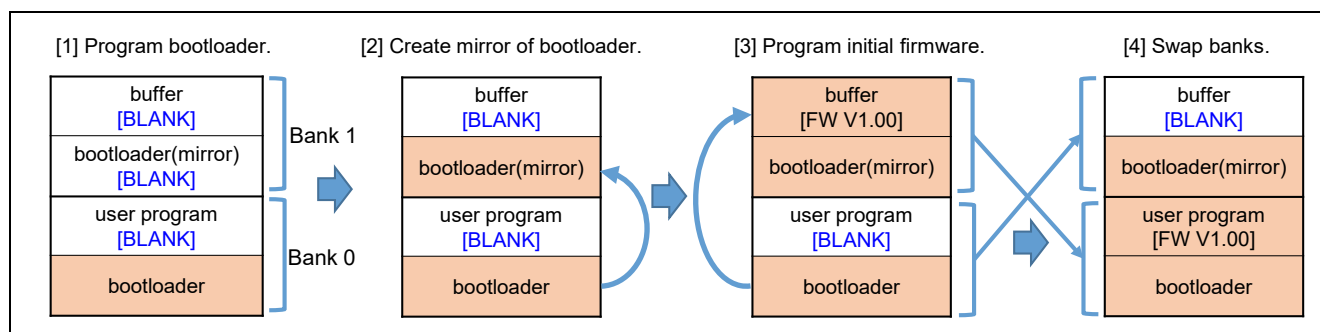 [1] Program bootloader.
buffer
[BLANK]
bootloader(mirror)
[BLANK]
user program
[BLANK]
bootloader
Bank 1
Bank 0
[2] Create mirror of bootloader.
buffer
[BLANK]
bootloader(mirror)
user program
[BLANK]
bootloader
[3] Program initial firmware.
buffer
[FW V1.00]
bootloader(mirror)
user program
[BLANK]
bootloader
[4] Swap banks.
buffer
[BLANK]
bootloader(mirror)
user program
[FW V1.00]
bootloader